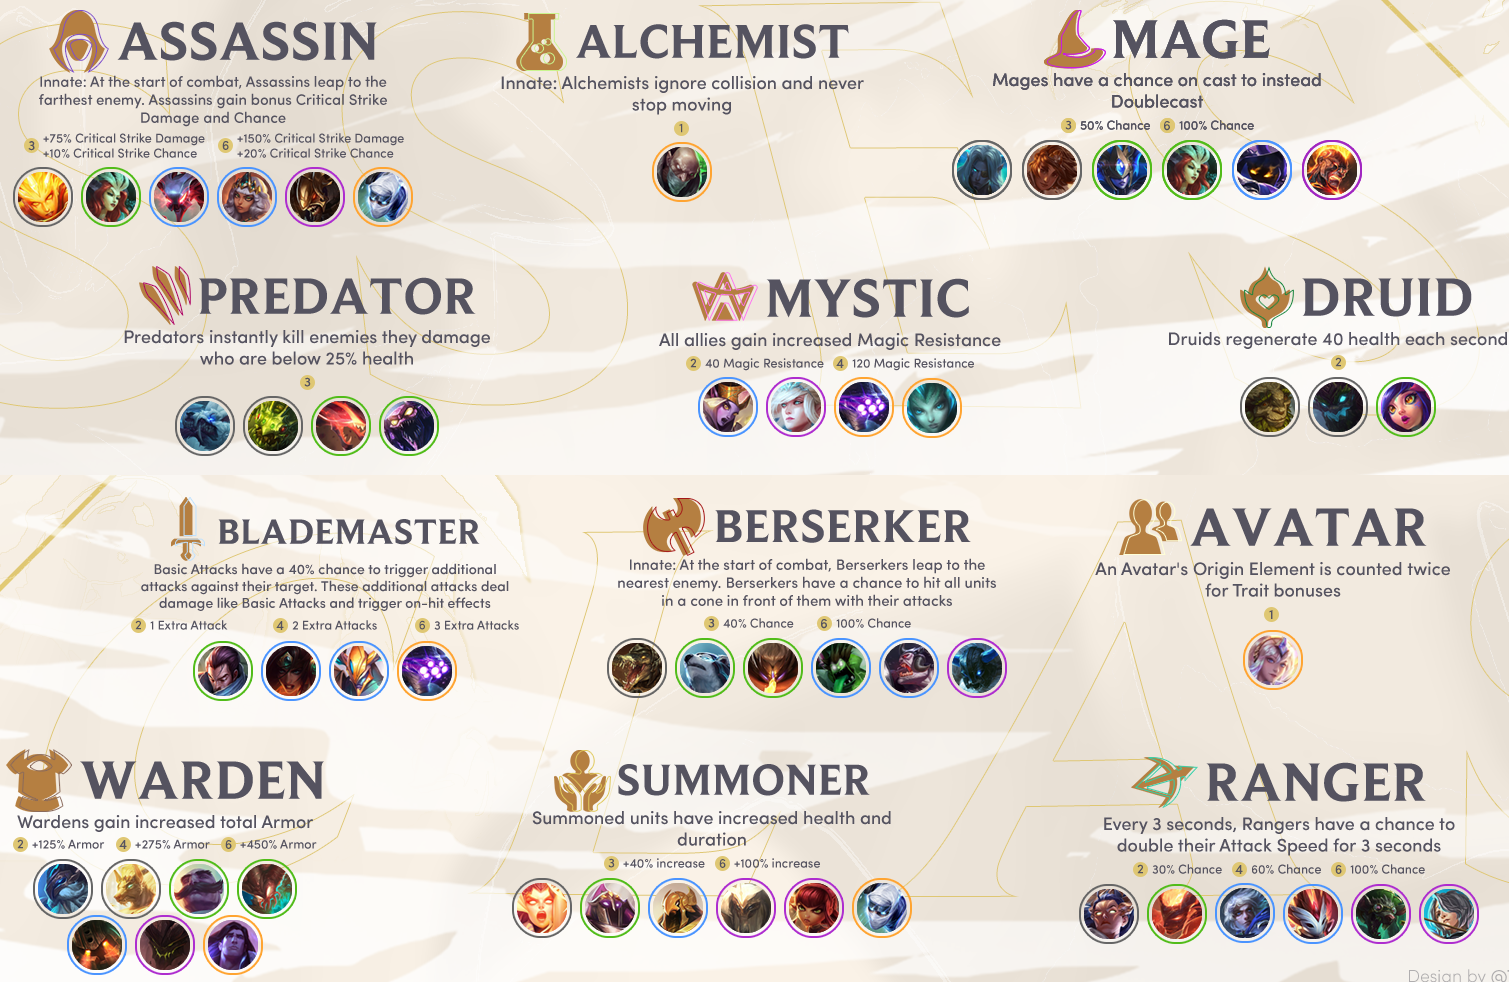 ASSASSIN
Innate: At the start of combat, Assassins leap to the
farthest enemy. Assassins gain bonus Critical Strike
Damage and Chance
3 +75% Critical Strike Damage
+10% Critical Strike Chance
6 +150% Critical Strike Damage
+20% Critical Strike Chance
ALCHEMIST
Innate: Alchemists ignore collision and never
stop moving
1
MAGE
Mages have a chance on cast to instead
Doublecast
3 50% Chance 6 100% Chance
PREDATOR
Predators instantly kill enemies they damage
who are below 25% health
3
MYSTIC
All allies gain increased Magic Resistance
2 40 Magic Resistance 4 120 Magic Resistance
DRUID
Druids regenerate 40 health each second
2
BLADEMASTER
Basic Attacks have a 40% chance to trigger additional
attacks against their target. These additional attacks deal
damage like Basic Attacks and trigger on-hit effects
2 1 Extra Attack 4 2 Extra Attacks 6 3 Extra Attacks
BERSERKER
Innate: At the start of combat, Berserkers leap to the
nearest enemy. Berserkers have a chance to hit all units
in a cone in front of them with their attacks
3 40% Chance 6 100% Chance
AVATAR
An Avatar's Origin Element is counted twice
for Trait bonuses
1
WARDEN
Wardens gain increased total Armor
2 +125% Armor 4 +275% Armor 6 +450% Armor
SUMMONER
Summoned units have increased health and
duration
3 +40% increase 6 +100% increase
RANGER
Every 3 seconds, Rangers have a chance to
double their Attack Speed for 3 seconds
2 30% Chance 4 60% Chance 6 100% Chance
Design by @